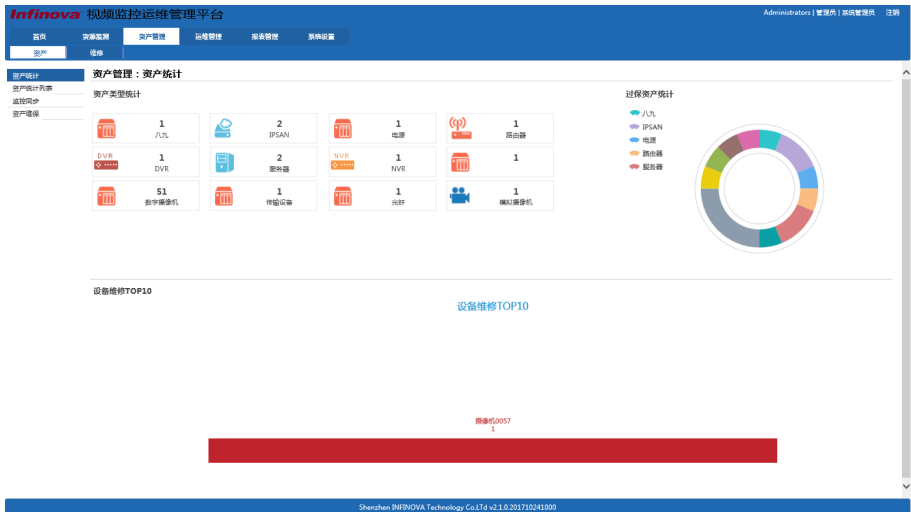 Infinova 视频监控运维管理平台
Administrators | 管理员 | 系统管理员 注销
首页 资源监测 资产管理 运维管理 报表管理 系统设置
资产 维修
资产统计
资产统计列表
监控同步
资产维保
资产管理：资产统计
资产类型统计
1
八九
2
IPSAN
1
电源
1
路由器
DVR
1
DVR
2
服务器
NVR
1
NVR
1
51
数字摄像机
1
传输设备
1
光纤
1
模拟摄像机
过保资产统计
八九
IPSAN
电源
路由器
服务器
设备维修TOP10
设备维修TOP10
摄像机0057
1
Shenzhen INFINOVA Technology Co.LTd v2.1.0.201710241000